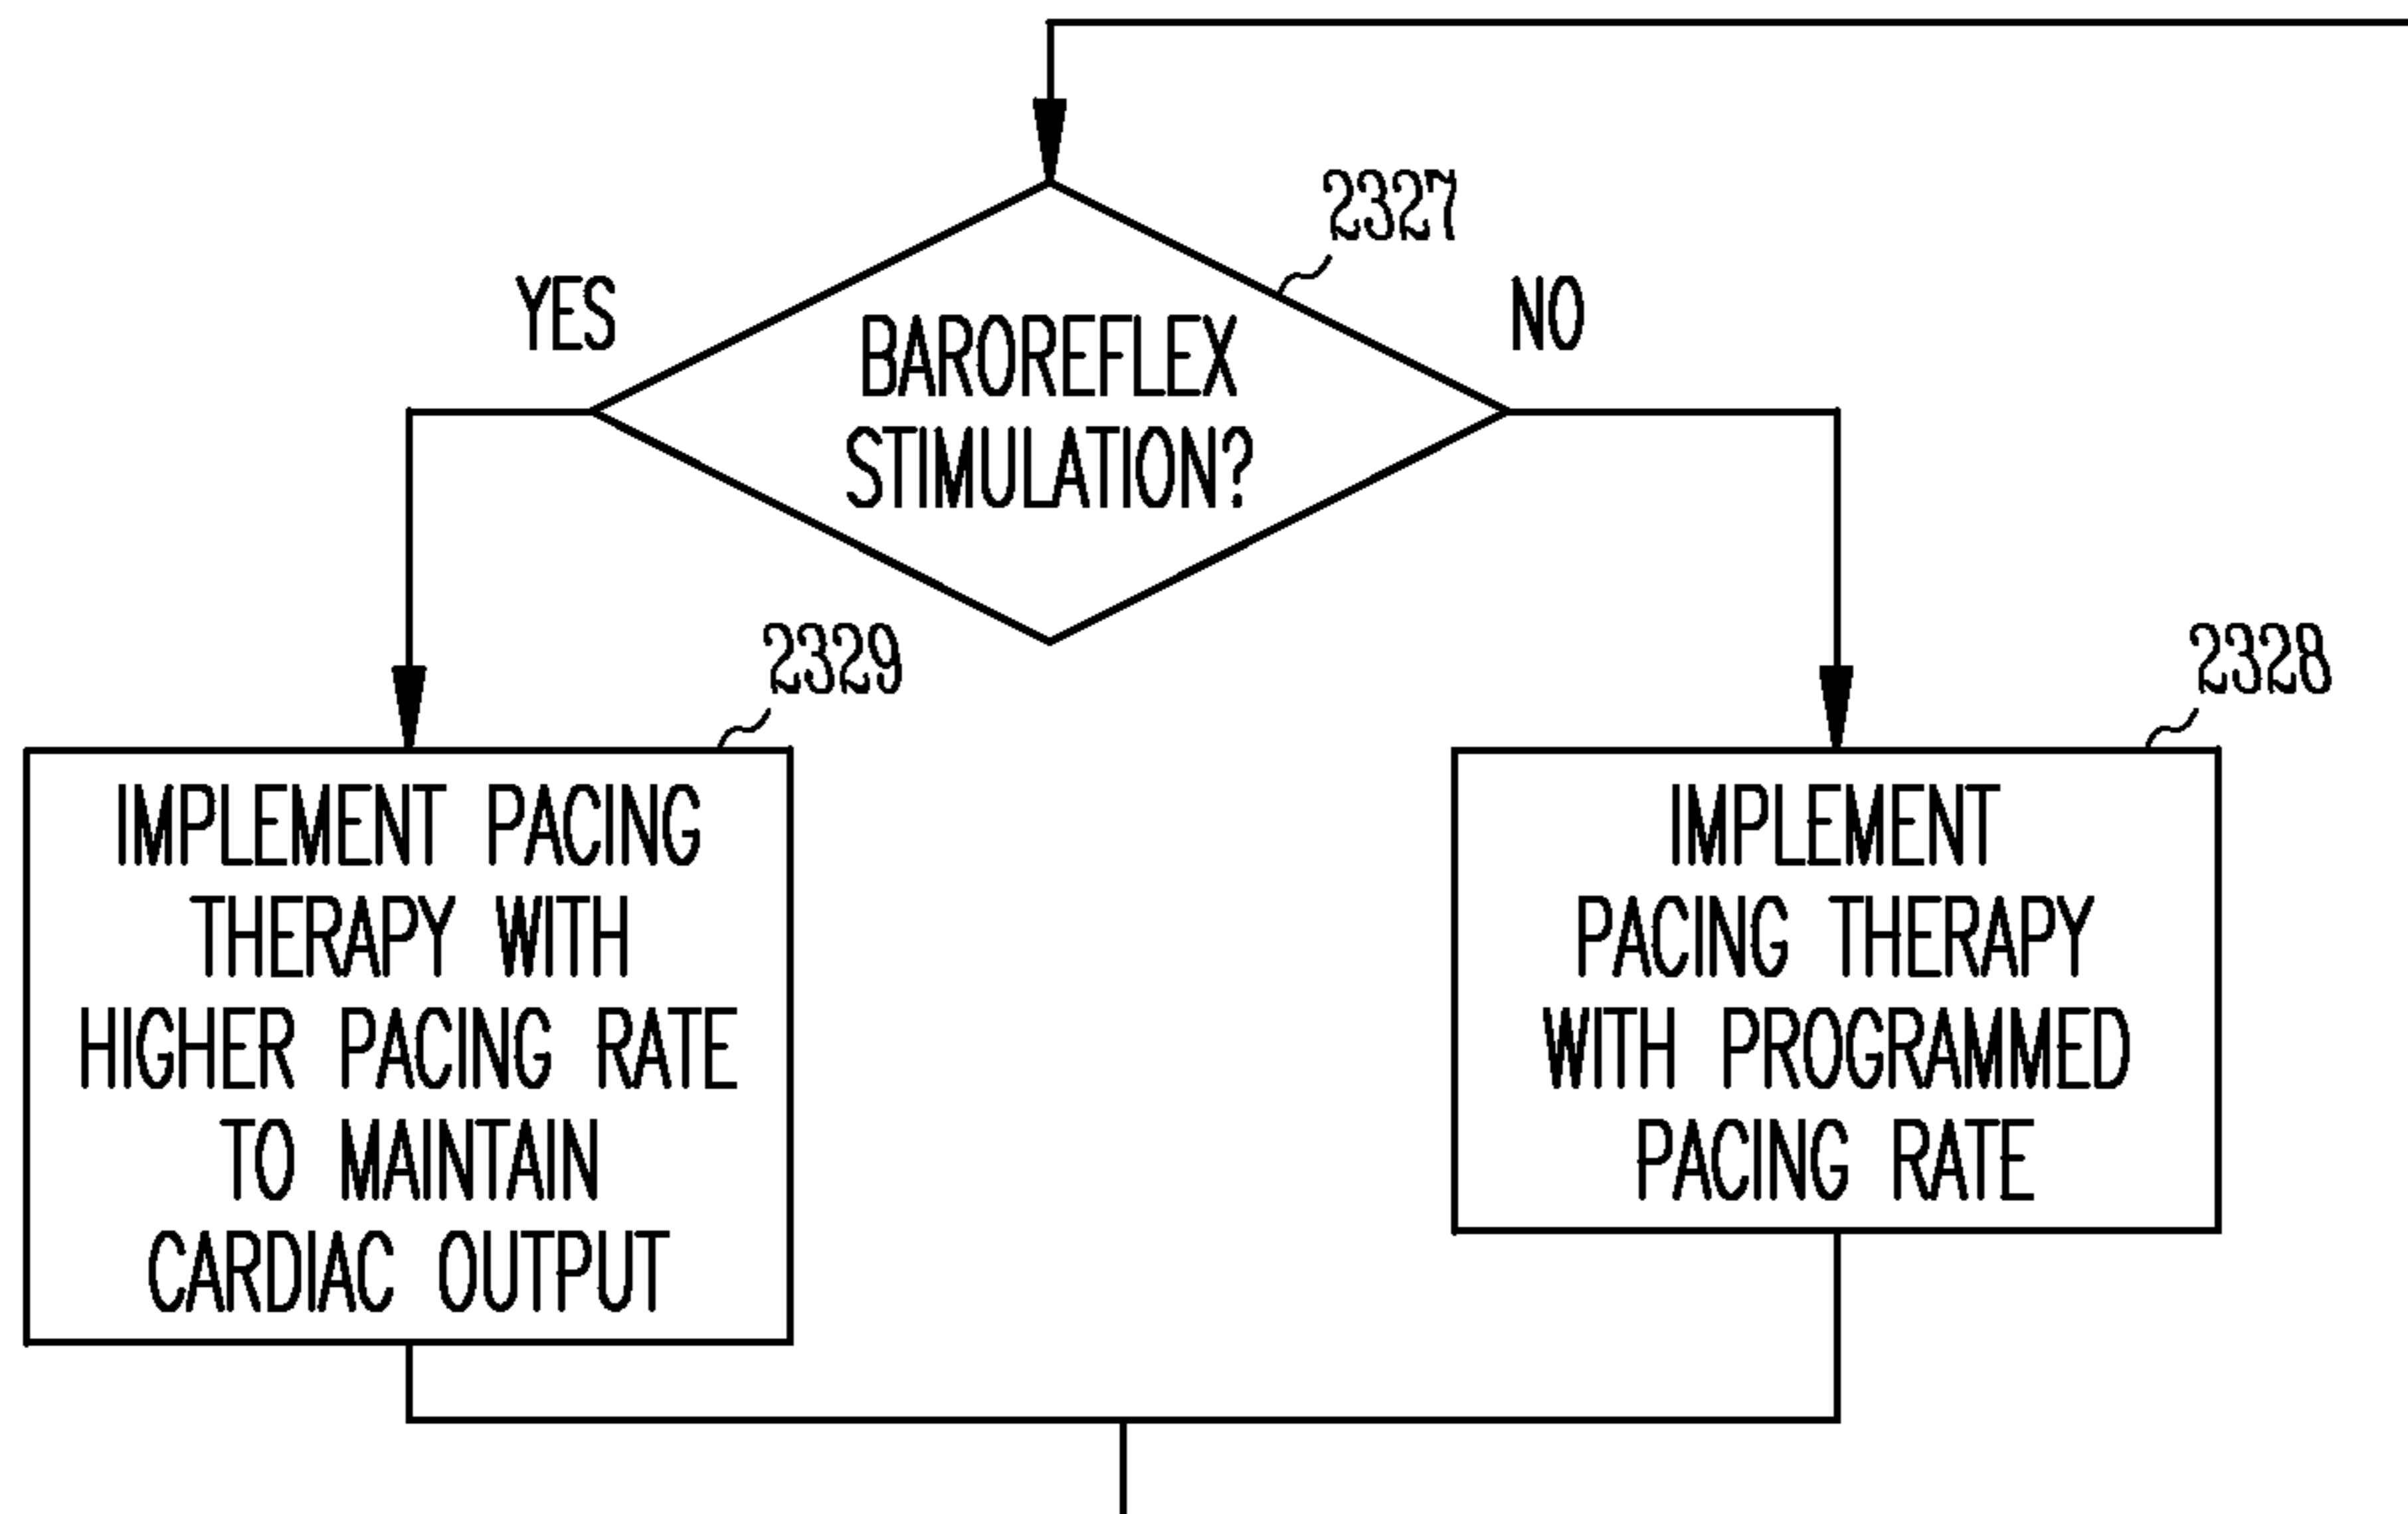 2327
YES
NO
BAROREFLEX
STIMULATION?
2329
2328
IMPLEMENT PACING
THERAPY WITH
HIGHER PACING RATE
TO MAINTAIN
CARDIAC OUTPUT
IMPLEMENT
PACING THERAPY
WITH PROGRAMMED
PACING RATE